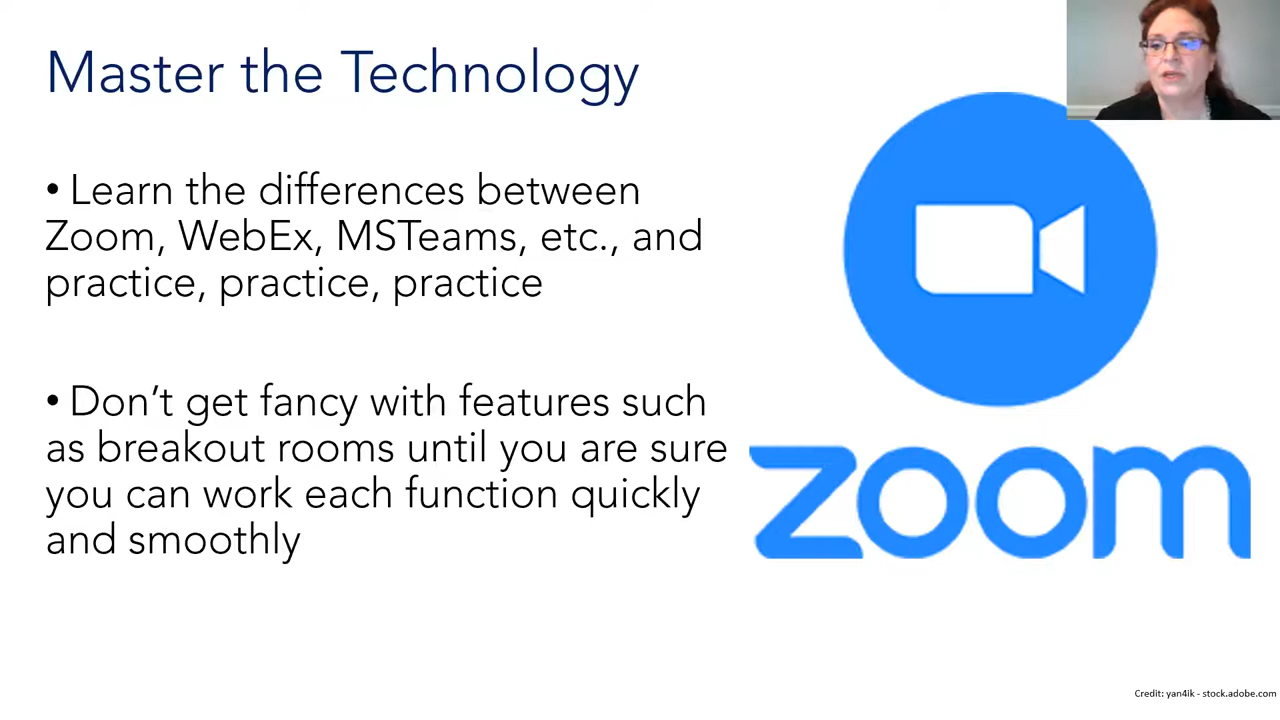 Master the Technology
• Learn the differences between
Zoom, WebEx, MSTeams, etc., and
practice, practice, practice
• Don’t get fancy with features such
as breakout rooms until you are sure
you can work each function quickly
and smoothly
zoom
Credit: yan4ik - stock.adobe.com